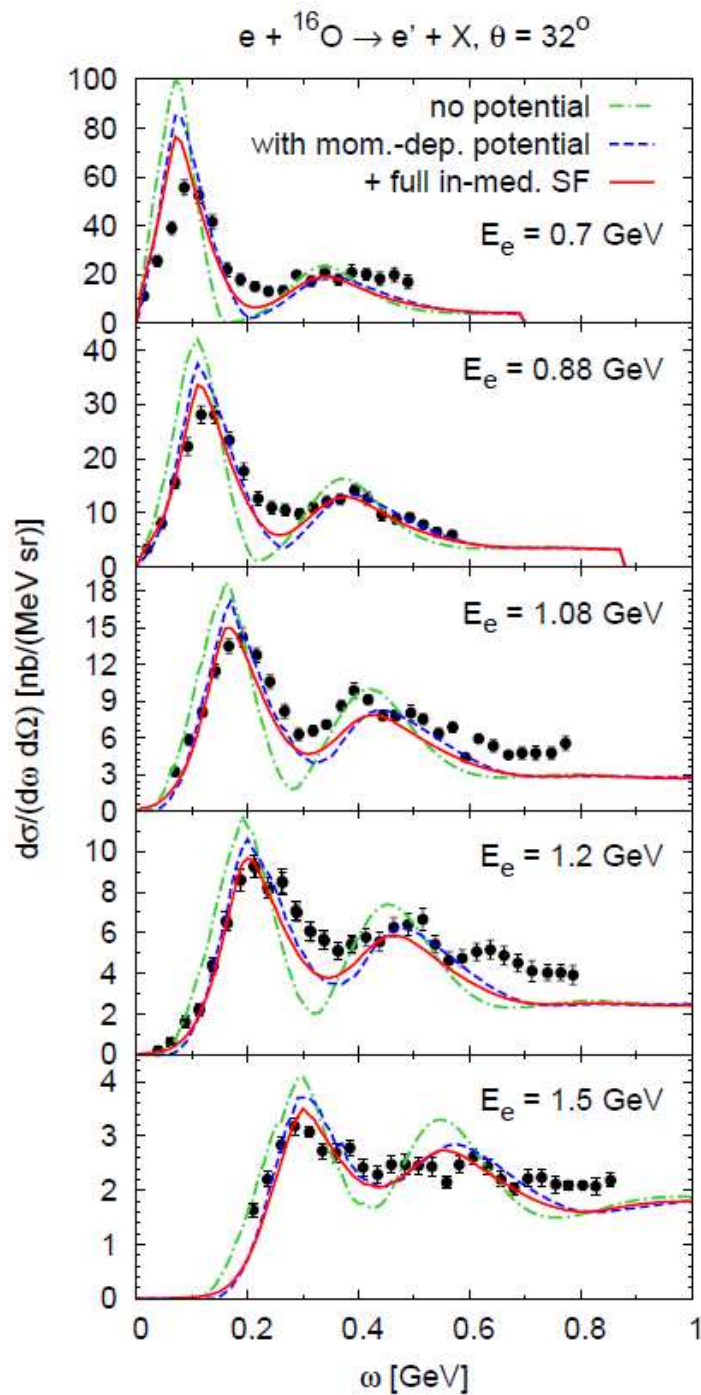 e + ¹⁶O → e' + X, θ = 32°
no potential
with mom.-dep. potential
+ full in-med. SF
E_e = 0.7 GeV
100
80
60
40
20
0
E_e = 0.88 GeV
40
30
20
10
0
E_e = 1.08 GeV
18
15
12
9
6
3
0
E_e = 1.2 GeV
10
8
6
4
2
0
E_e = 1.5 GeV
4
3
2
1
0
dσ/(dω dΩ) [nb/(MeV sr)]
0 0.2 0.4 0.6 0.8 1
ω [GeV]